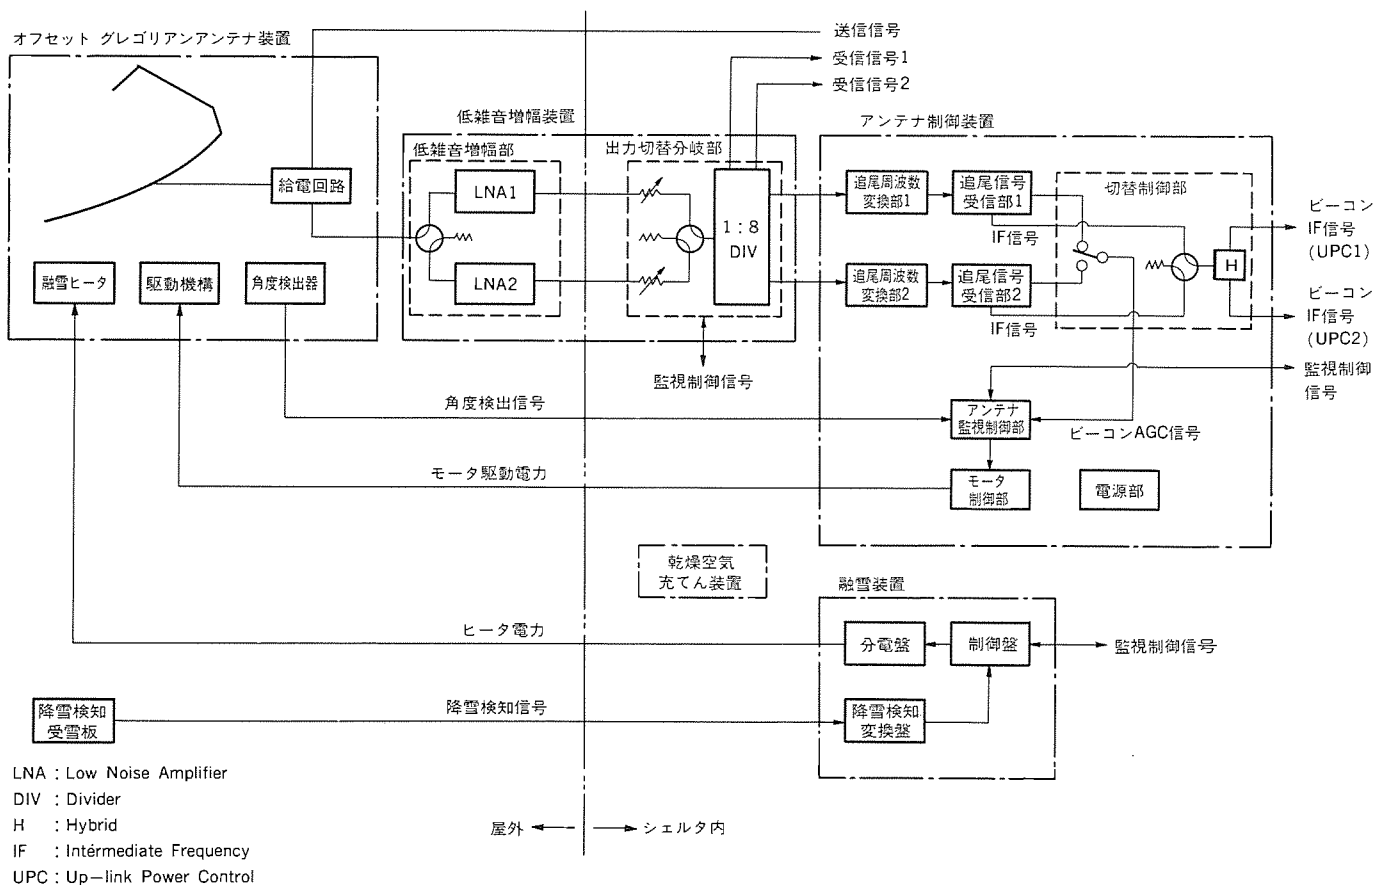 送信信号
オフセット グレゴリアンアンテナ装置
受信信号1
受信信号2
低雑音増幅装置
アンテナ制御装置
低雑音増幅部
出力切替分岐部
給電回路
LNA1
LNA2
1:8
DIV
追尾周波数
変換部1
追尾信号
受信部1
切替制御部
IF信号
追尾周波数
変換部2
追尾信号
受信部2
IF信号
H
ビーコン
IF信号
(UPC1)
ビーコン
IF信号
(UPC2)
融雪ヒータ
駆動機構
角度検出器
監視制御信号
監視制御
信号
角度検出信号
アンテナ
監視制御部
ビーコンAGC信号
モータ駆動電力
モータ
制御部
電源部
乾燥空気
充てん装置
融雪装置
ヒータ電力
分電盤
制御盤
監視制御信号
降雪検知
受雪板
降雪検知信号
降雪検知
変換盤
LNA : Low Noise Amplifier
DIV : Divider
H : Hybrid
IF : Intérmediate Frequency
UPC : Up-link Power Control
屋外
シェルタ内